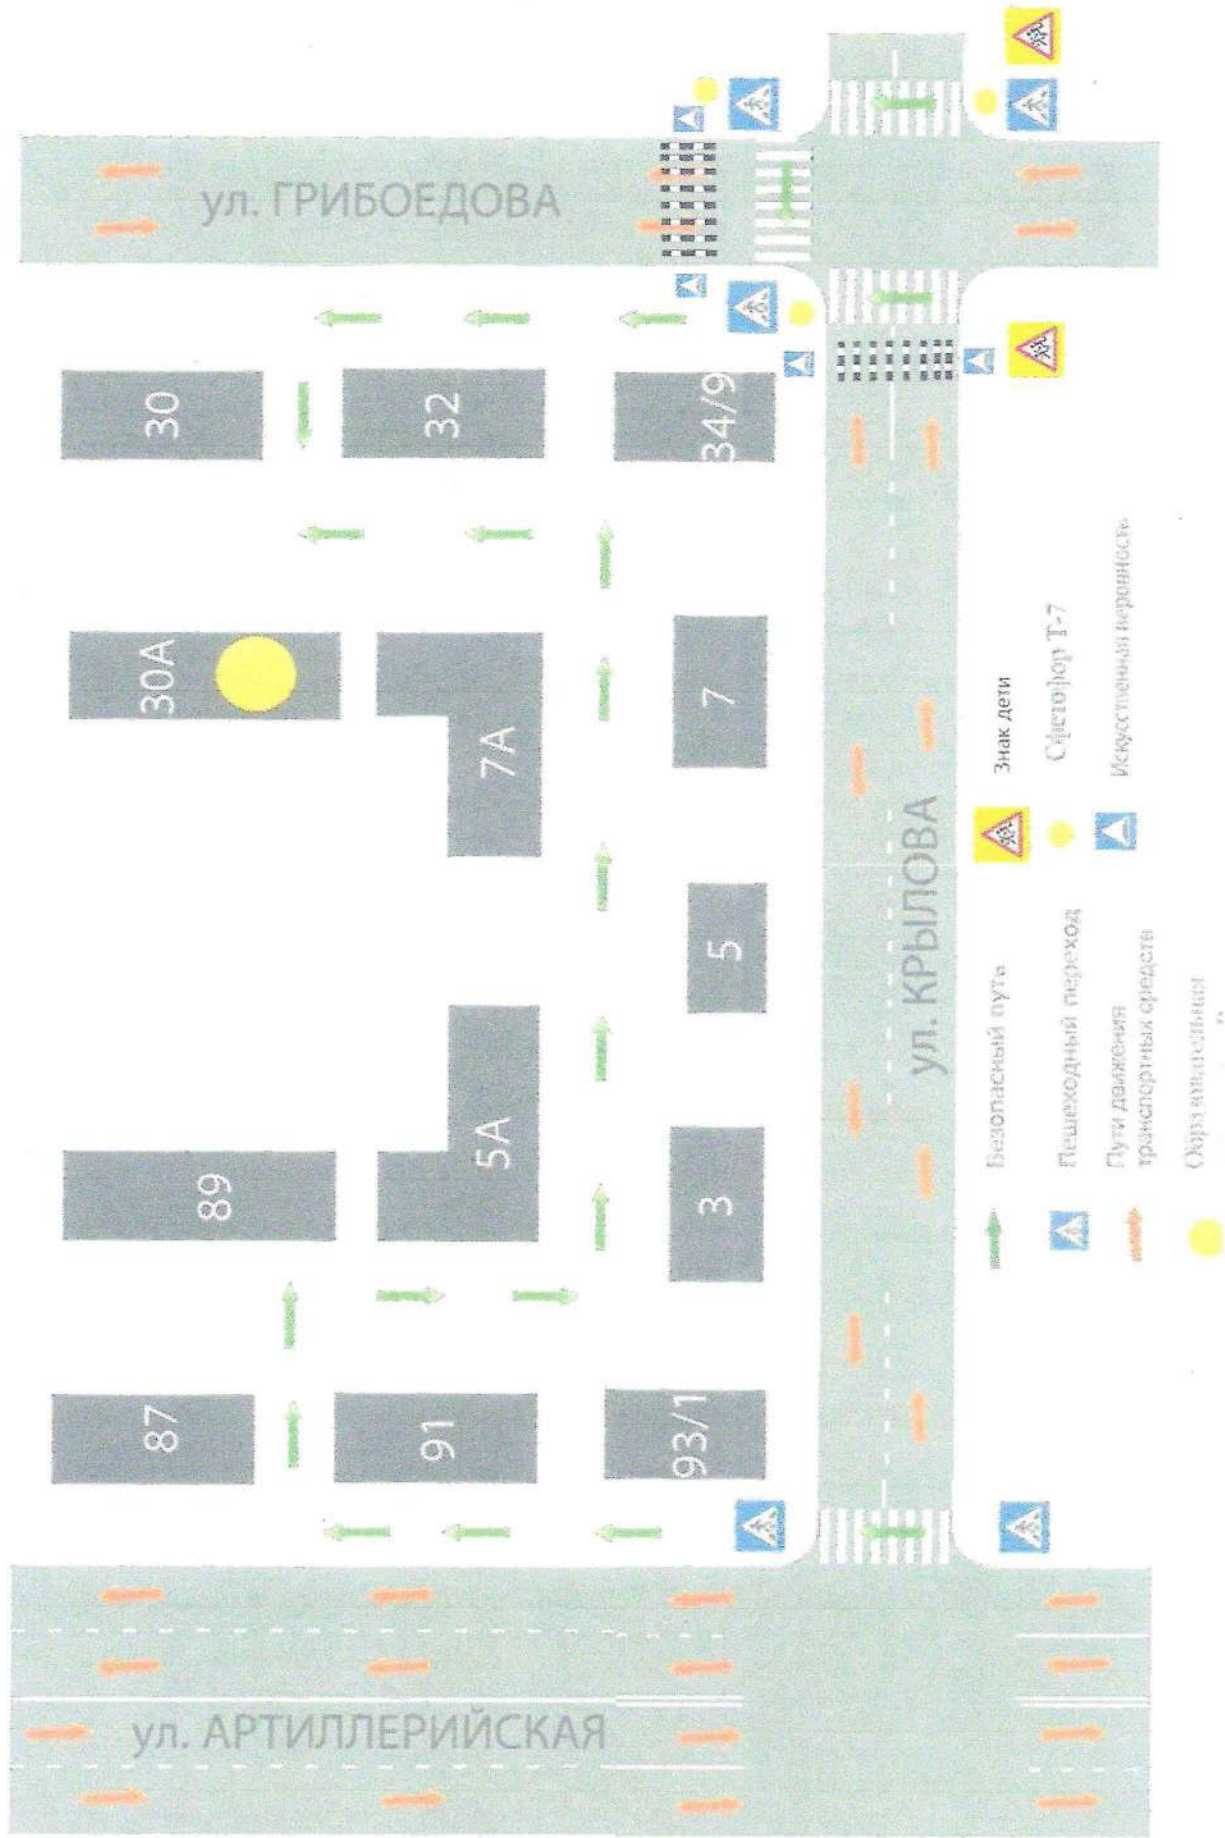 ул. АРТИЛЛЕРИЙСКАЯ
ул. ГРИБОЕДОВА
ул. КРЫЛОВА
87
89
30А
30
91
5А
7А
32
93/1
3
5
7
34/9
Безопасный путь
Пешеходный переход
Пути движения
транспортных средств
Образовательная
Знак дети
Светофор Т-7
Искусственная неровность